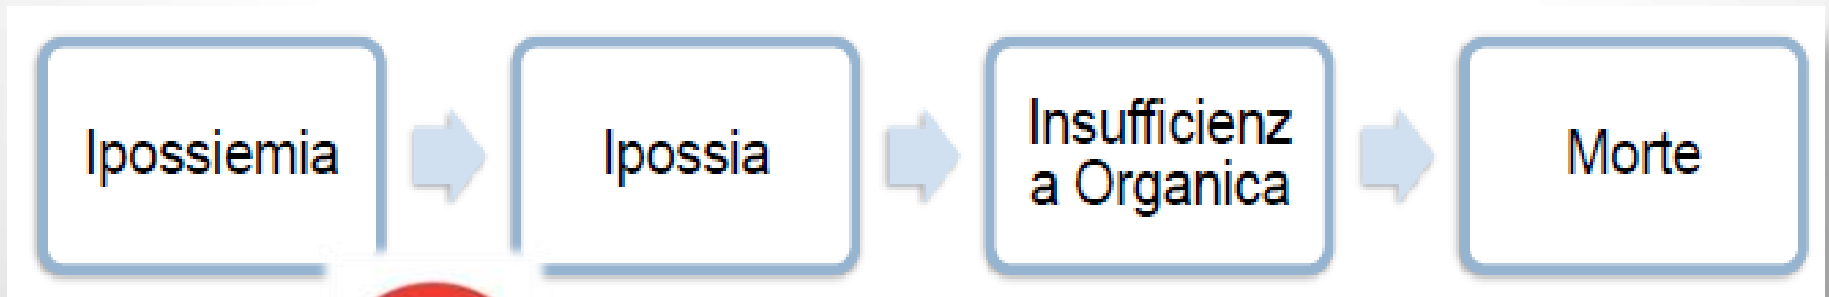 Ipossiemia
Ipossia
Insufficienz
a Organica
Morte